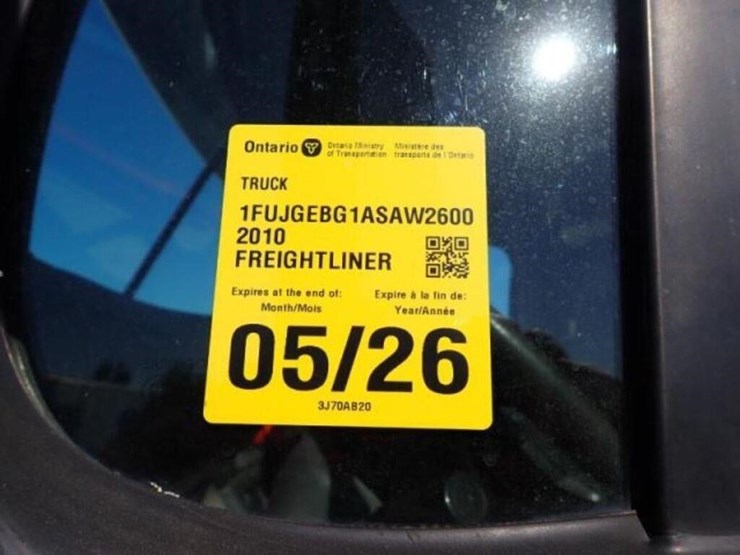 Ontario
Ontario Ministry
of Transportation
Ministère des
transports de l'Ontario
TRUCK
1FUJGEBG1ASAW2600
2010
FREIGHTLINER
Expires at the end of:
Month/Mois
Expire à la fin de:
Year/Année
05/26
3J70AB20